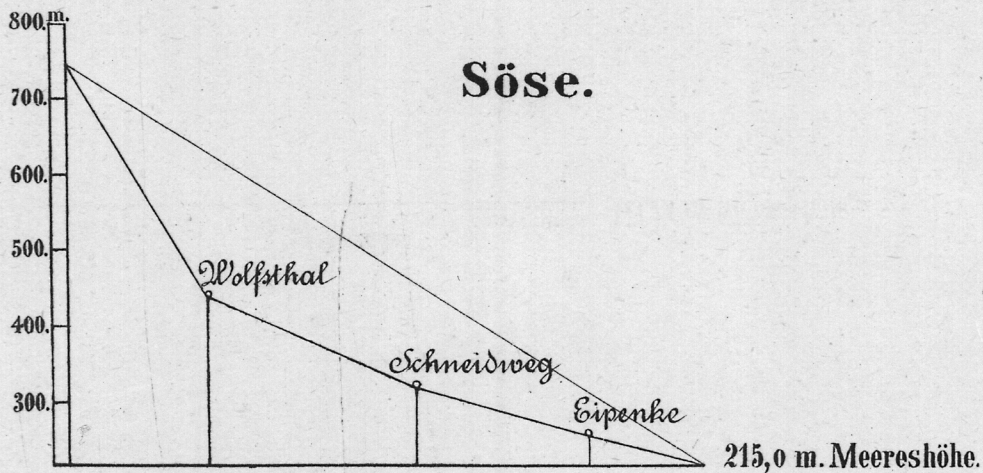 800.m.
Söse.
700.
600.
500.
Wolfsthal
400.
Schneidweg
300.
Eipenke
215,0 m. Meereshöhe.